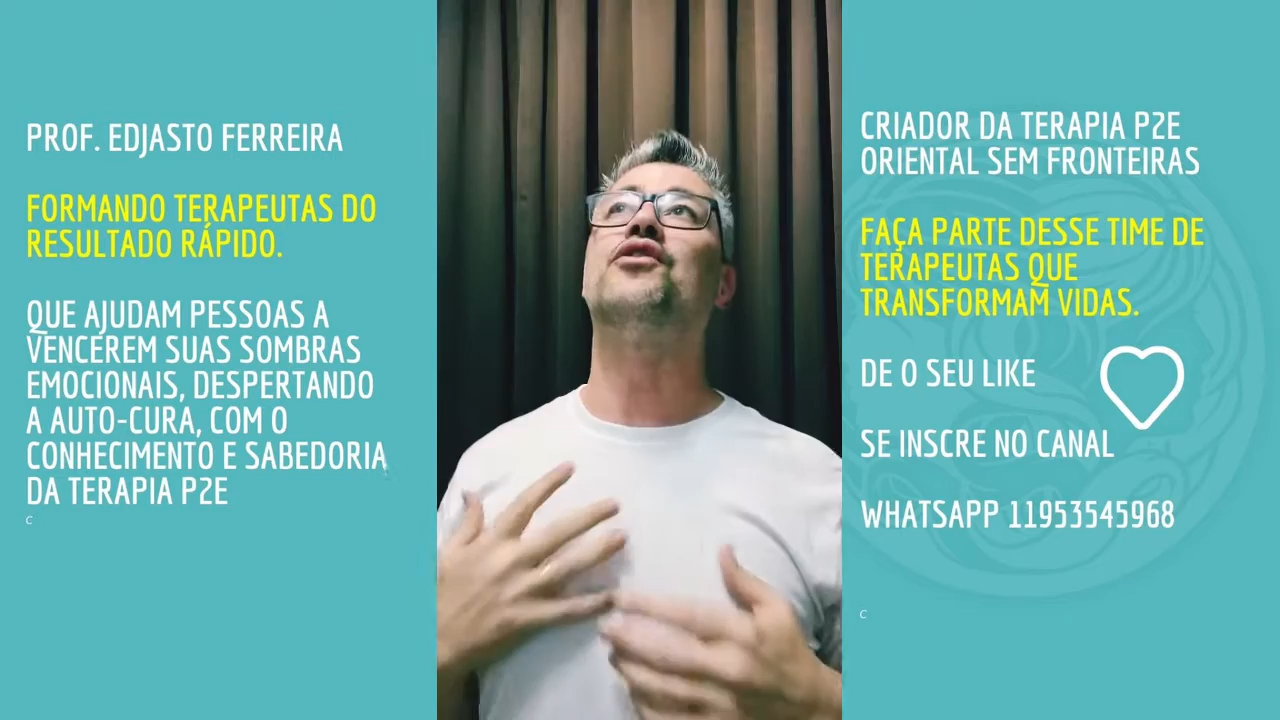 PROF. EDJASTO FERREIRA
FORMANDO TERAPEUTAS DO
RESULTADO RÁPIDO.
QUE AJUDAM PESSOAS A
VENCEREM SUAS SOMBRAS
EMOCIONAIS, DESPERTANDO
A AUTO-CURA, COM O
CONHECIMENTO E SABEDORIA
DA TERAPIA P2E
C
CRIADOR DA TERAPIA P2E
ORIENTAL SEM FRONTEIRAS
FAÇA PARTE DESSE TIME DE
TERAPEUTAS QUE
TRANSFORMAM VIDAS.
DE O SEU LIKE
SE INSCRE NO CANAL
WHATSAPP 11953545968
C